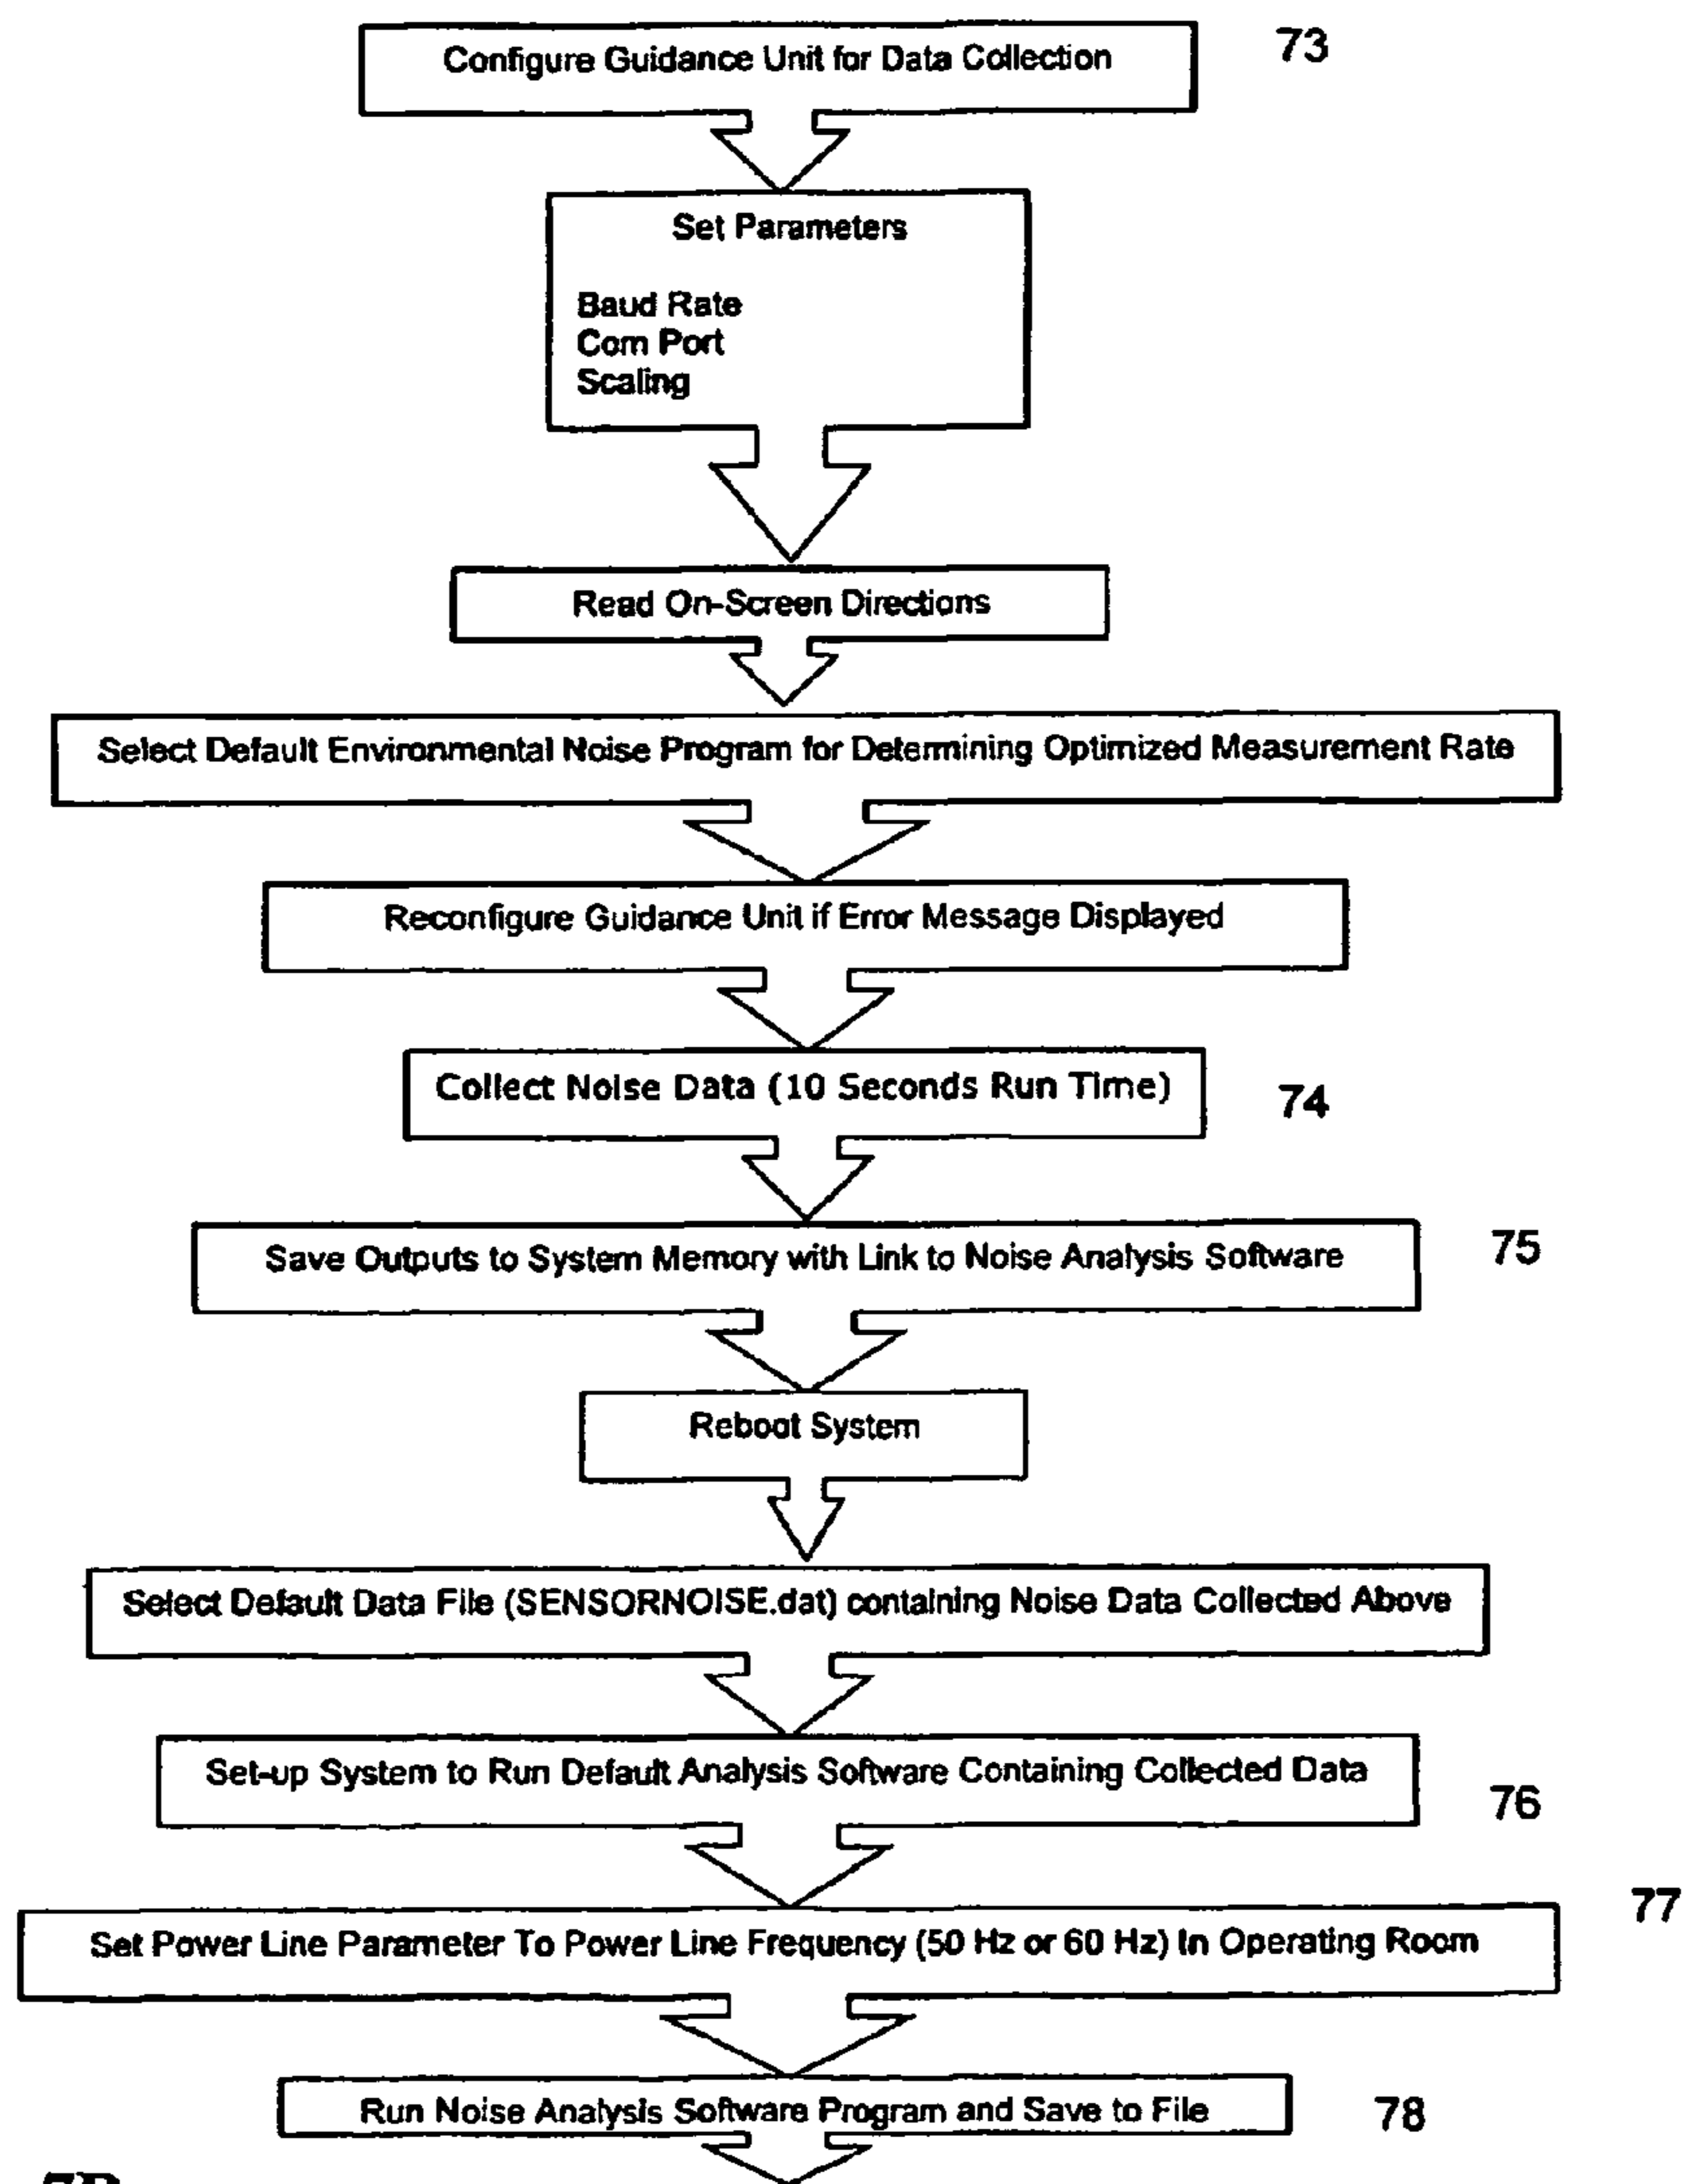 Configure Guidance Unit for Data Collection
73
Set Parameters
Baud Rate
Com Port
Scaling
Read On-Screen Directions
Select Default Environmental Noise Program for Determining Optimized Measurement Rate
Reconfigure Guidance Unit if Error Message Displayed
Collect Noise Data (10 Seconds Run Time)
74
Save Outputs to System Memory with Link to Noise Analysis Software
75
Reboot System
Select Default Data File (SENSORNOISE.dat) containing Noise Data Collected Above
Set-up System to Run Default Analysis Software Containing Collected Data
76
77
Set Power Line Parameter To Power Line Frequency (50 Hz or 60 Hz) In Operating Room
Run Noise Analysis Software Program and Save to File
78